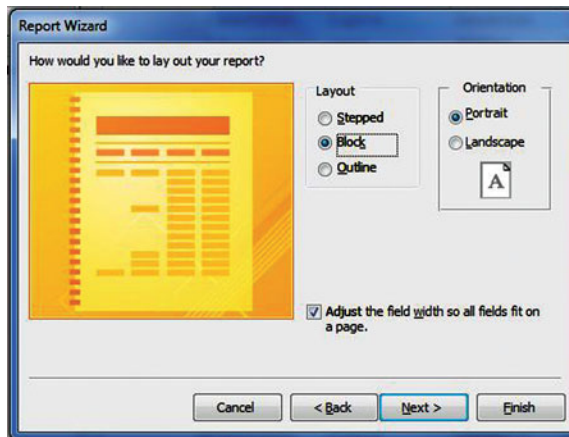 Report Wizard
How would you like to lay out your report?
Layout
Stepped
Block
Outline
Orientation
Portrait
Landscape
A
Adjust the field width so all fields fit on
a page.
Cancel
< Back
Next >
Finish